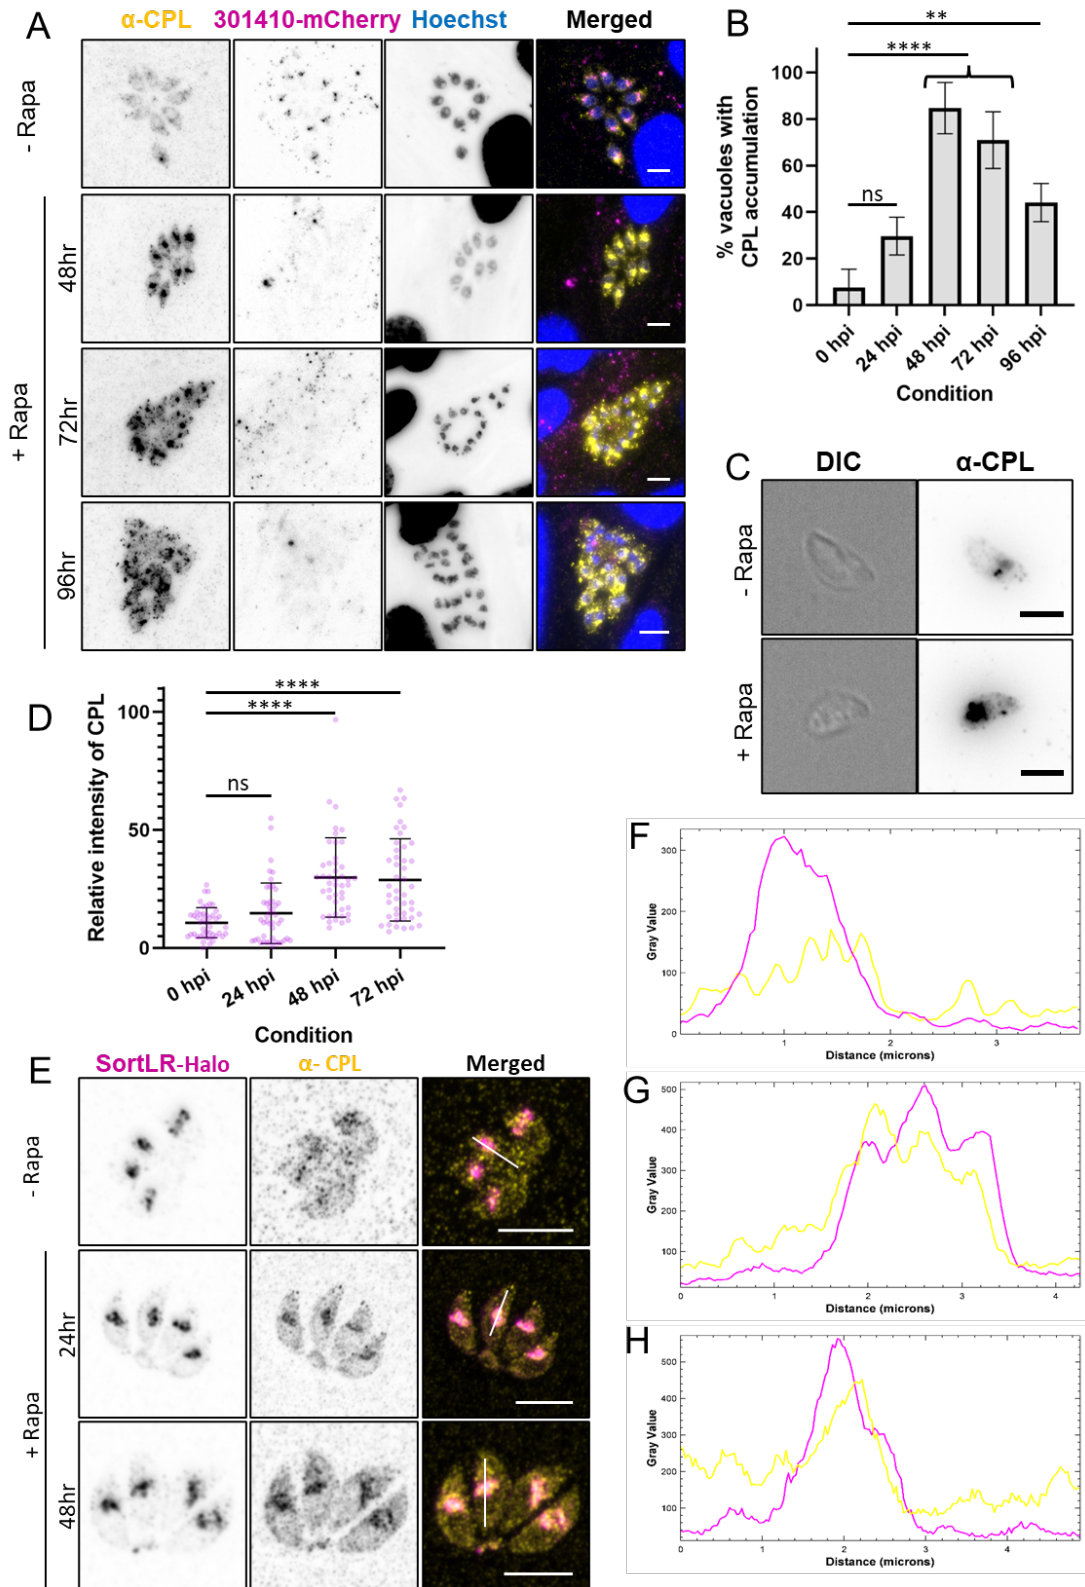 A
α-CPL 301410-mCherry Hoechst Merged
- Rapa
+ Rapa
48hr
72hr
96hr
B
**
****
ns
% vacuoles with
CPL accumulation
100
80
60
40
20
0
0 hpi 24 hpi 48 hpi 72 hpi 96 hpi
Condition
C
DIC α-CPL
- Rapa
+ Rapa
D
****
****
ns
Relative intensity of CPL
100
50
0
0 hpi 24 hpi 48 hpi 72 hpi
Condition
E
SortLR-Halo α- CPL Merged
- Rapa
+ Rapa
24hr
48hr
F
Gray Value
300
200
100
0
0 1 2 3
Distance (microns)
G
Gray Value
500
400
300
200
100
0 1 2 3 4
Distance (microns)
H
Gray Value
500
400
300
200
100
0 1 2 3 4
Distance (microns)